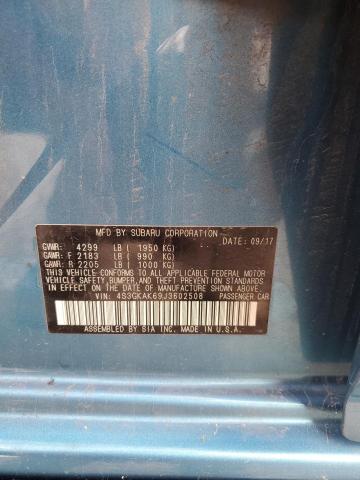 MFD BY SUBARU CORPORATION
DATE: 09/17
GVWR: 4299 LB ( 1950 KG)
GAWR: F 2183 LB ( 990 KG)
GAWR: R 2205 LB ( 1000 KG)
THIS VEHICLE CONFORMS TO ALL APPLICABLE FEDERAL MOTOR
VEHICLE SAFETY, BUMPER, AND THEFT PREVENTION STANDARDS
IN EFFECT ON THE DATE OF MANUFACTURE SHOWN ABOVE.
VIN: 4S3GKAK69J3602508 PASSENGER CAR
ASSEMBLED BY SIA INC. IN U.S.A.